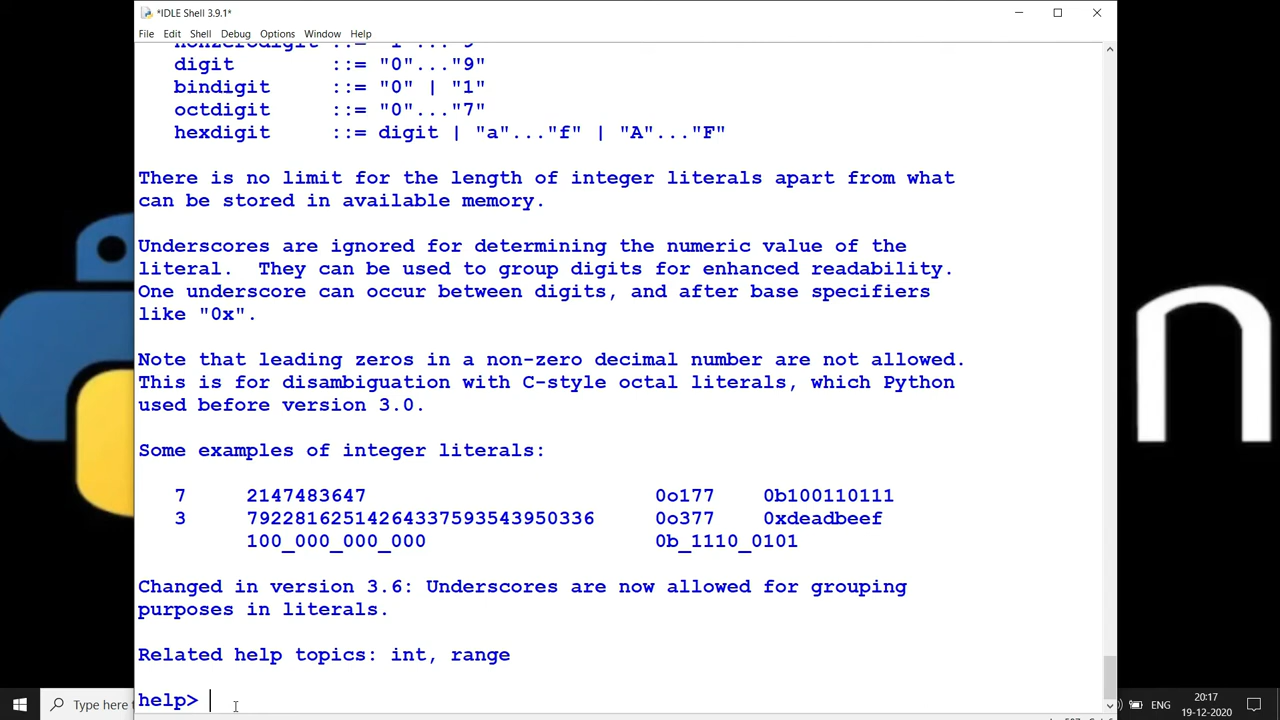 *IDLE Shell 3.9.1*
File Edit Shell Debug Options Window Help
digit ::= "0"..."9"
bindigit ::= "0" | "1"
octdigit ::= "0"..."7"
hexdigit ::= digit | "a"..."f" | "A"..."F"
There is no limit for the length of integer literals apart from what
can be stored in available memory.
Underscores are ignored for determining the numeric value of the
literal. They can be used to group digits for enhanced readability.
One underscore can occur between digits, and after base specifiers
like "0x".
Note that leading zeros in a non-zero decimal number are not allowed.
This is for disambiguation with C-style octal literals, which Python
used before version 3.0.
Some examples of integer literals:
7 2147483647 0o177 0b100110111
3 79228162514264337593543950336 0o377 0xdeadbeef
100_000_000_000 0b_1110_0101
Changed in version 3.6: Underscores are now allowed for grouping
purposes in literals.
Related help topics: int, range
help>
n
Type here t
ENG
20:17
19-12-2020